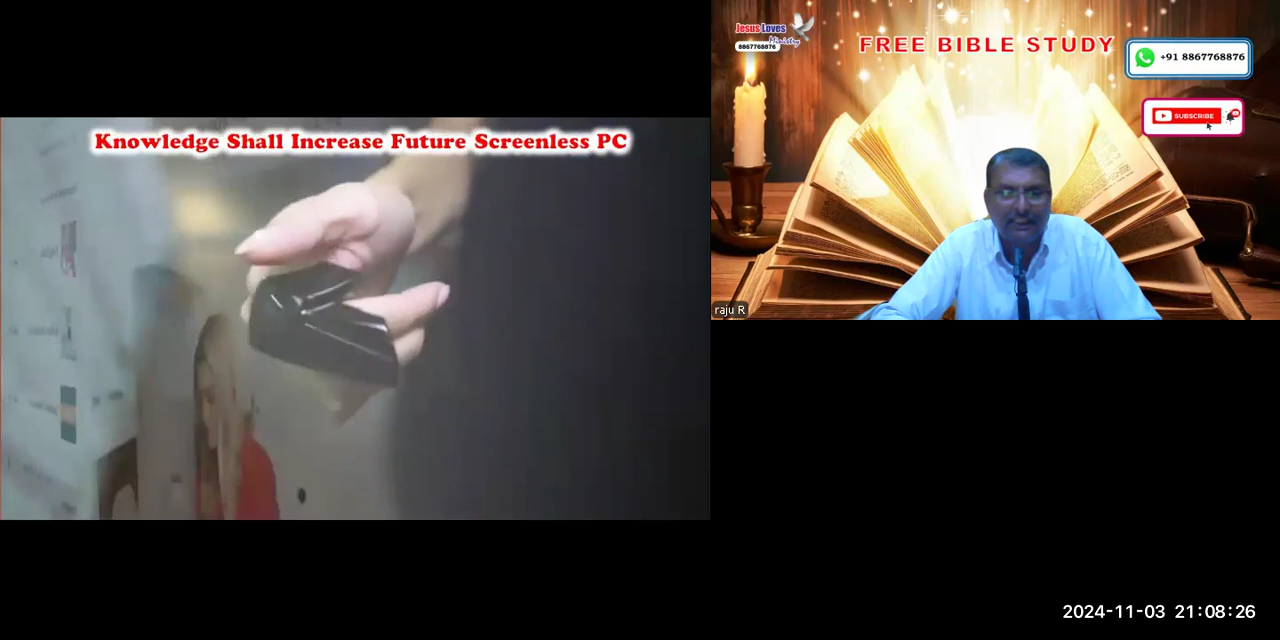 Knowledge Shall Increase Future Screenless PC
Jesus Loves
Ministry
8867768876
FREE BIBLE STUDY
+91 8867768876
SUBSCRIBE
raju R
2024-11-03 21:08:26